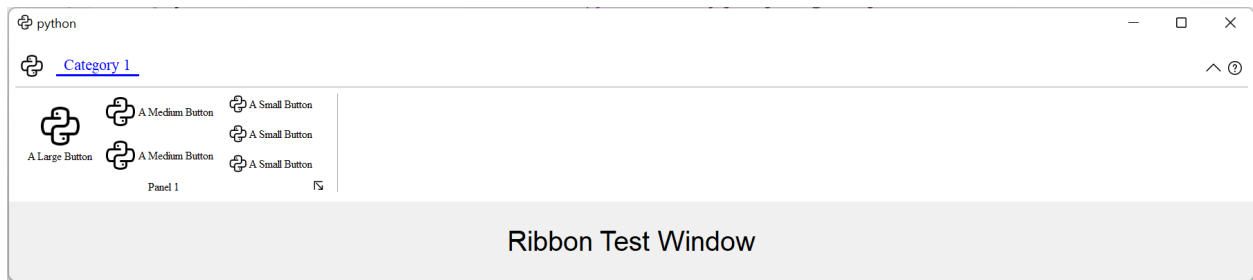 python
Category 1
A Large Button
A Medium Button
A Medium Button
A Small Button
A Small Button
A Small Button
Panel 1
Ribbon Test Window